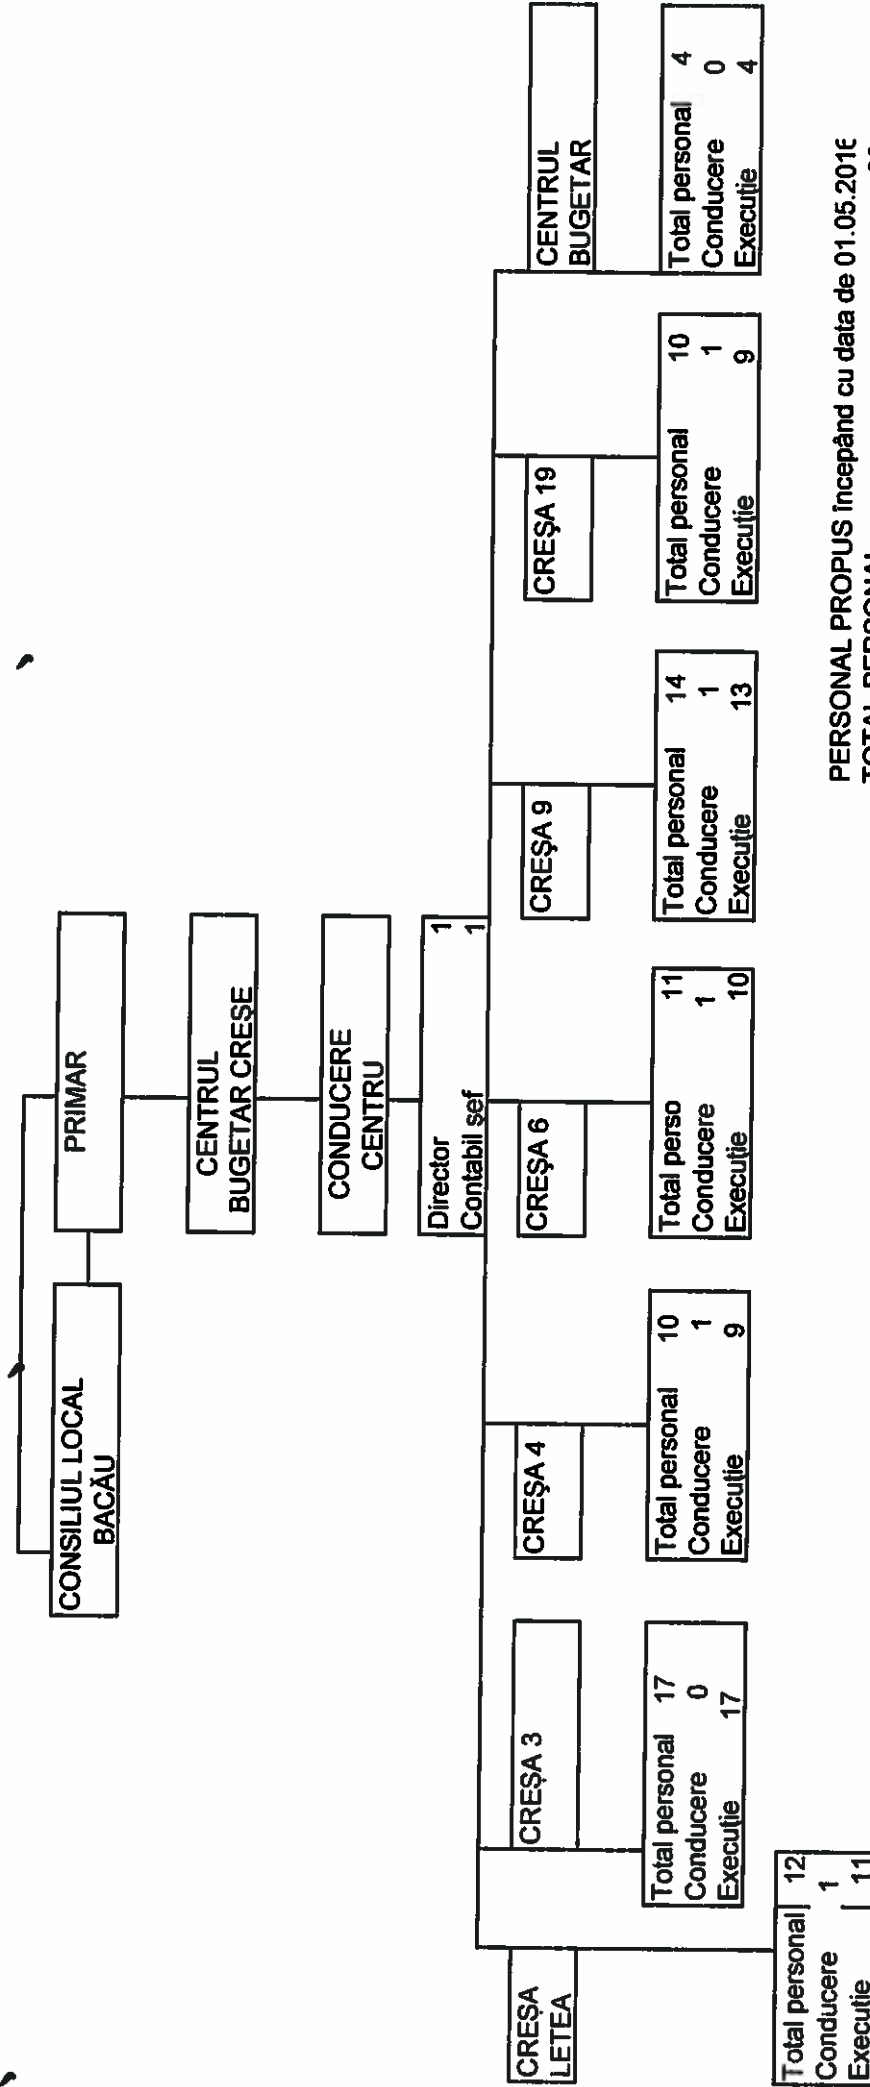 CONSILIUL LOCAL
BACĂU
PRIMAR
CENTRUL
BUGETAR CREȘE
CONDUCERE
CENTRU
Director 1
Contabil șef 1
CREȘA
LETEA
Total personal 12
Conducere 1
Execuție 11
CREȘA 3
Total personal 17
Conducere 0
Execuție 17
CREȘA 4
Total personal 10
Conducere 1
Execuție 9
CREȘA 6
Total perso 11
Conducere 1
Execuție 10
CREȘA 9
Total personal 14
Conducere 1
Execuție 13
CREȘA 19
Total personal 10
Conducere 1
Execuție 9
CENTRUL
BUGETAR
Total personal 4
Conducere 0
Execuție 4
PERSONAL PROPUS începând cu data de 01.05.2016
TOTAL PERSONAL